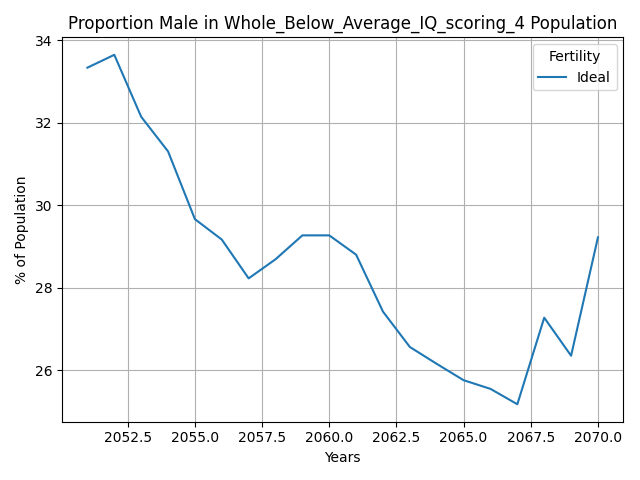 Proportion Male in Whole_Below_Average_IQ_scoring_4 Population
34
32
30
28
26
% of Population
Fertility
Ideal
2052.5 2055.0 2057.5 2060.0 2062.5 2065.0 2067.5 2070.0
Years